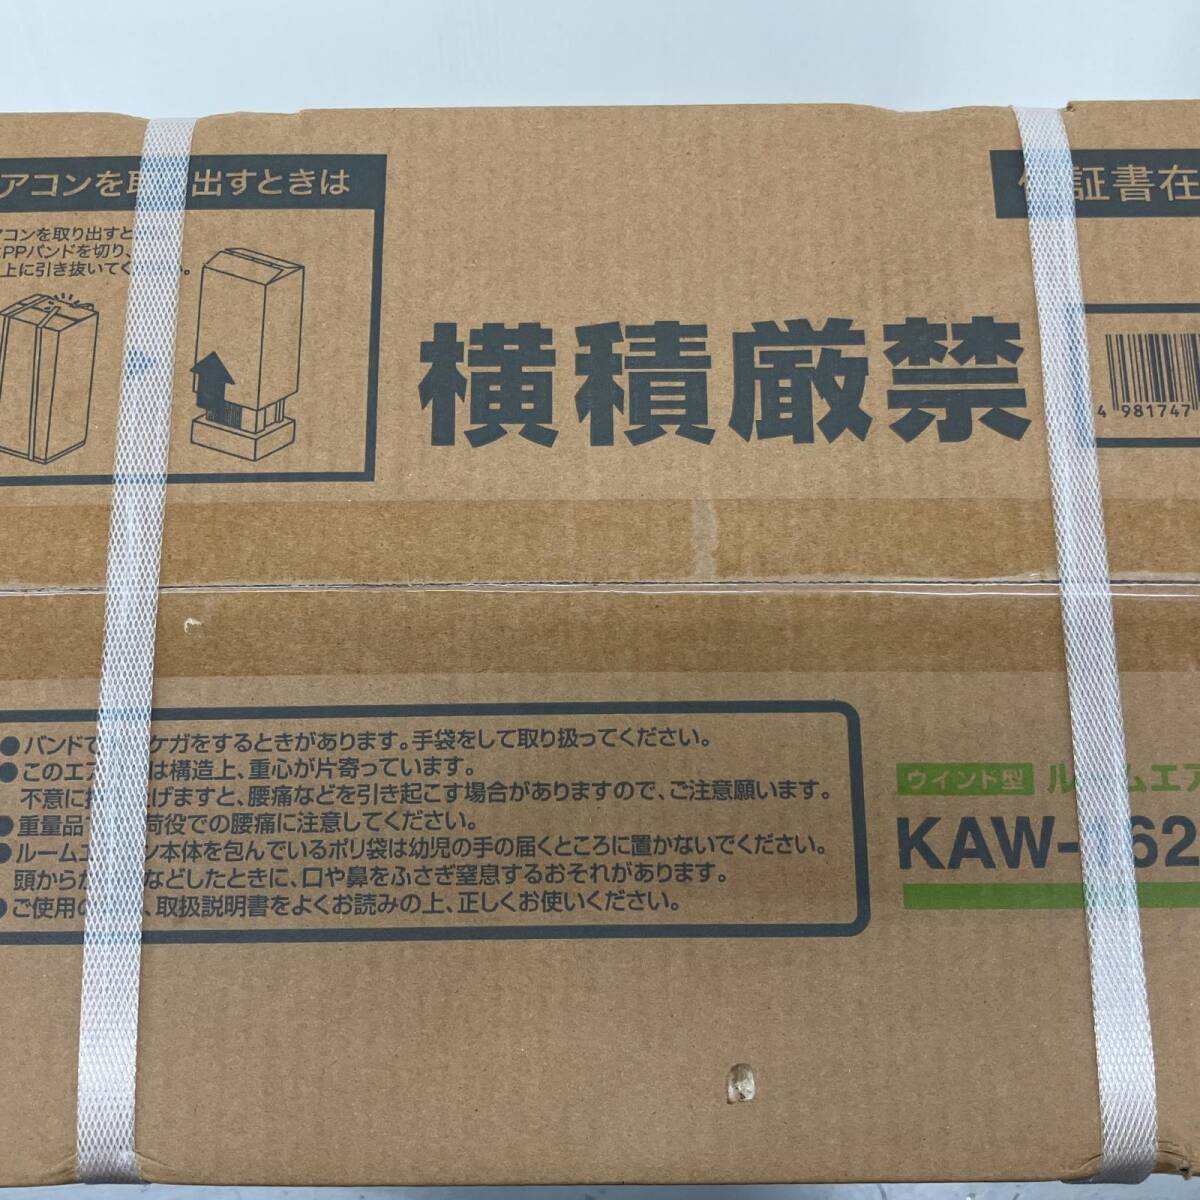 アコンを取り出すときは
アコンを取り出すと
PPバンドを切り、
上に引き抜いてく
横積厳禁
証書在
4 981747
バンドで ケガをするときがあります。手袋をして取り扱ってください。
このエア は構造上、重心が片寄っています。
不意に持 げますと、腰痛などを引き起こす場合がありますので、ご注意願います。
重量品 荷役での腰痛に注意してください。
ルームエ ン本体を包んでいるポリ袋は幼児の手の届くところに置かないでください。
頭からか などしたときに、口や鼻をふさぎ窒息するおそれがあります。
ご使用の 、取扱説明書をよくお読みの上、正しくお使いください。
ウインド型 ルームエア
KAW-162